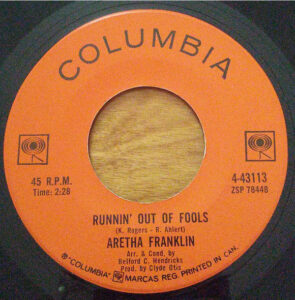 COLUMBIA
45 R.P.M.
Time: 2:28
4-43113
ZSP 78448
RUNNIN' OUT OF FOOLS
(K. Rogers - R. Ahlert)
ARETHA FRANKLIN
Arr. & Cond. by
Belford C. Hendricks
Prod. by Clyde Otis
® "COLUMBIA" MARCAS REG. PRINTED IN CAN.